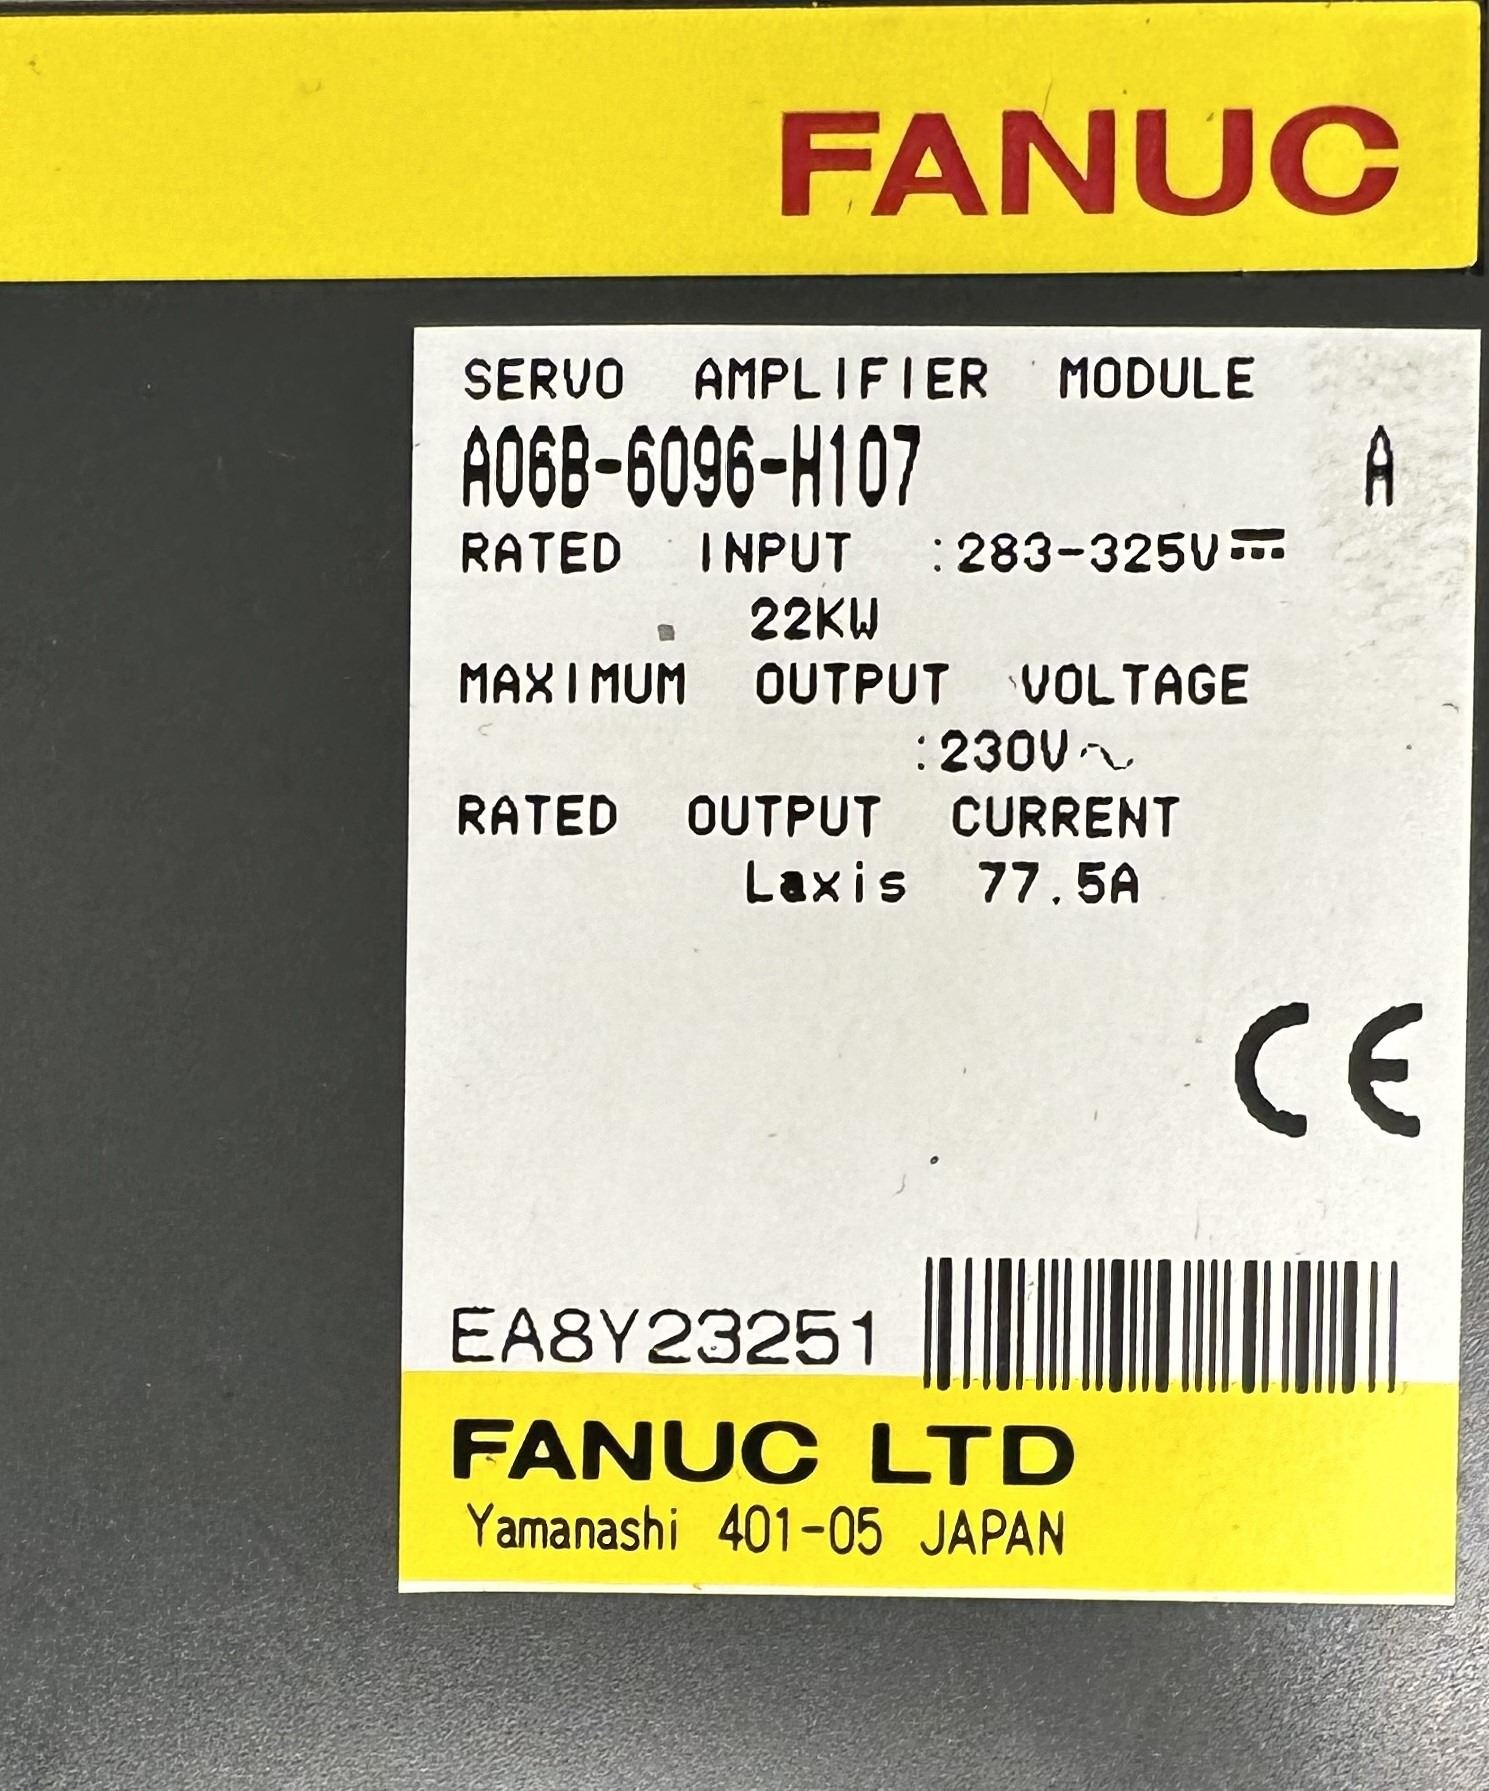 FANUC
SERVO AMPLIFIER MODULE
A06B-6096-H107 A
RATED INPUT :283-325V⎓
22KW
MAXIMUM OUTPUT VOLTAGE
:230V~
RATED OUTPUT CURRENT
Laxis 77.5A
CE
EA8Y23251
FANUC LTD
Yamanashi 401-05 JAPAN